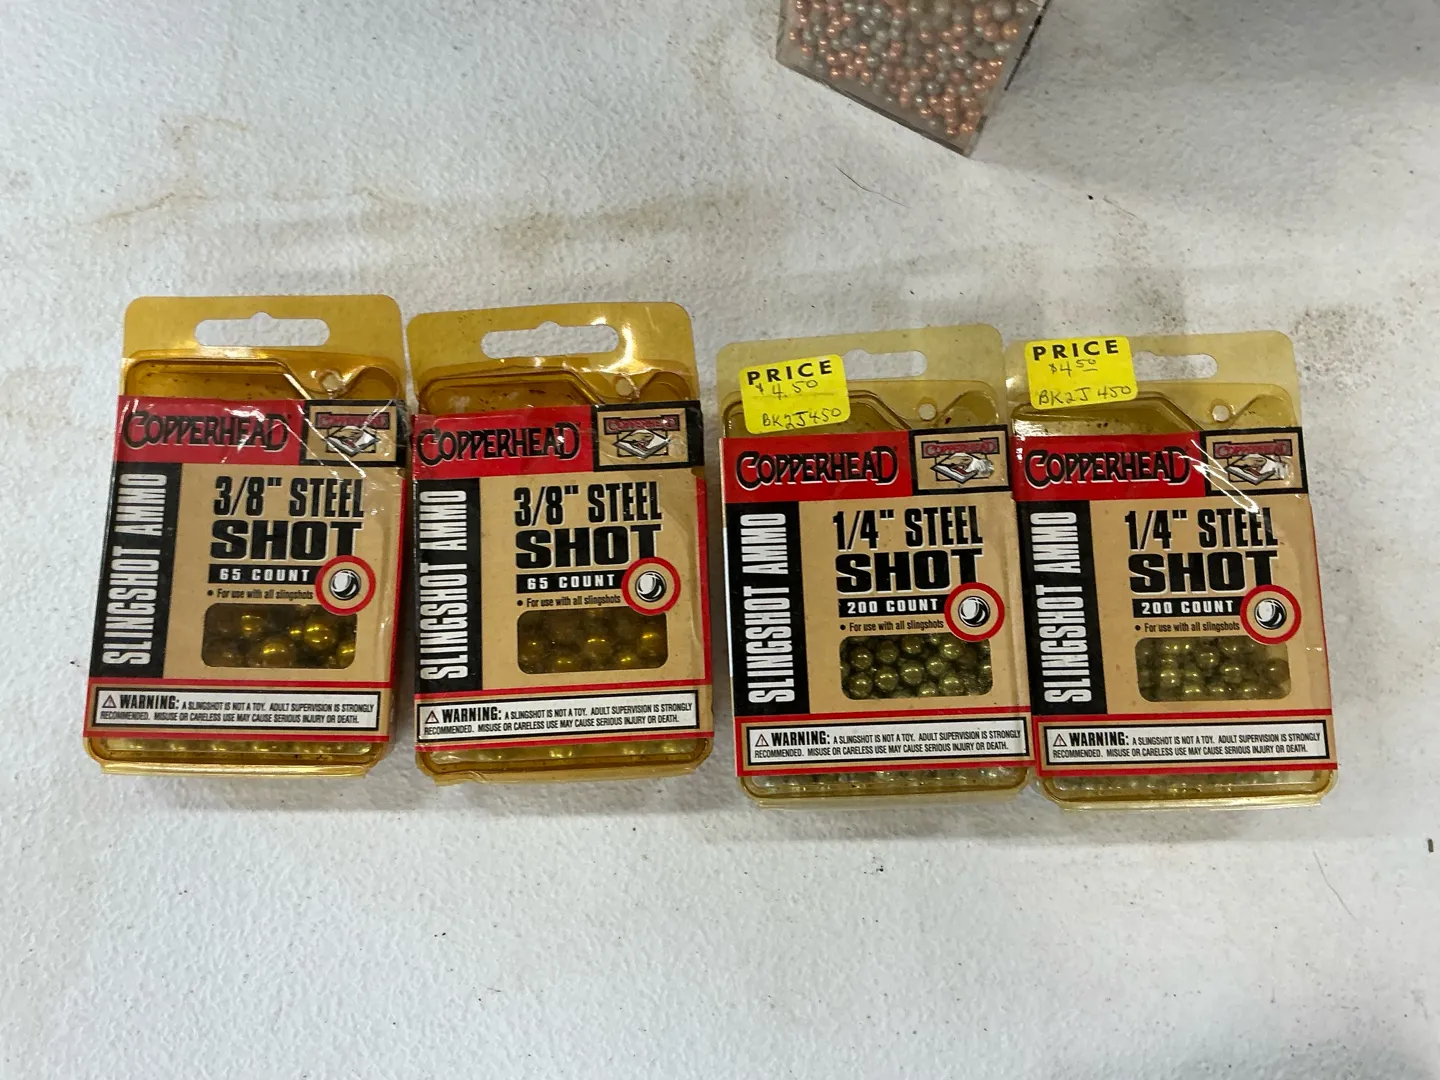 COPPERHEAD
COPPERHEAD
SLINGSHOT AMMO
3/8" STEEL
SHOT
65 COUNT
• For use with all slingshots
⚠ WARNING: A SLINGSHOT IS NOT A TOY. ADULT SUPERVISION IS STRONGLY
RECOMMENDED. MISUSE OR CARELESS USE MAY CAUSE SERIOUS INJURY OR DEATH.
COPPERHEAD
COPPERHEAD
SLINGSHOT AMMO
3/8" STEEL
SHOT
65 COUNT
• For use with all slingshots
⚠ WARNING: A SLINGSHOT IS NOT A TOY. ADULT SUPERVISION IS STRONGLY
RECOMMENDED. MISUSE OR CARELESS USE MAY CAUSE SERIOUS INJURY OR DEATH.
PRICE
$4.50
BK2J450
COPPERHEAD
COPPERHEAD
SLINGSHOT AMMO
1/4" STEEL
SHOT
200 COUNT
• For use with all slingshots
⚠ WARNING: A SLINGSHOT IS NOT A TOY. ADULT SUPERVISION IS STRONGLY
RECOMMENDED. MISUSE OR CARELESS USE MAY CAUSE SERIOUS INJURY OR DEATH.
PRICE
$4.50
BK2J450
COPPERHEAD
COPPERHEAD
SLINGSHOT AMMO
1/4" STEEL
SHOT
200 COUNT
• For use with all slingshots
⚠ WARNING: A SLINGSHOT IS NOT A TOY. ADULT SUPERVISION IS STRONGLY
RECOMMENDED. MISUSE OR CARELESS USE MAY CAUSE SERIOUS INJURY OR DEATH.